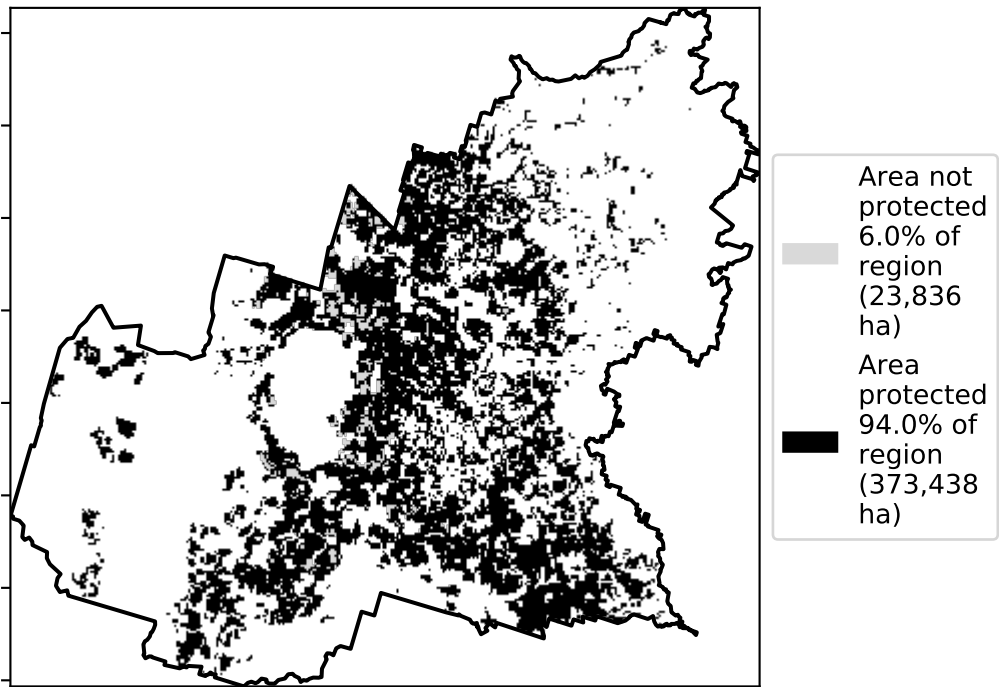 Area not
protected
6.0% of
region
(23,836
ha)
Area
protected
94.0% of
region
(373,438
ha)